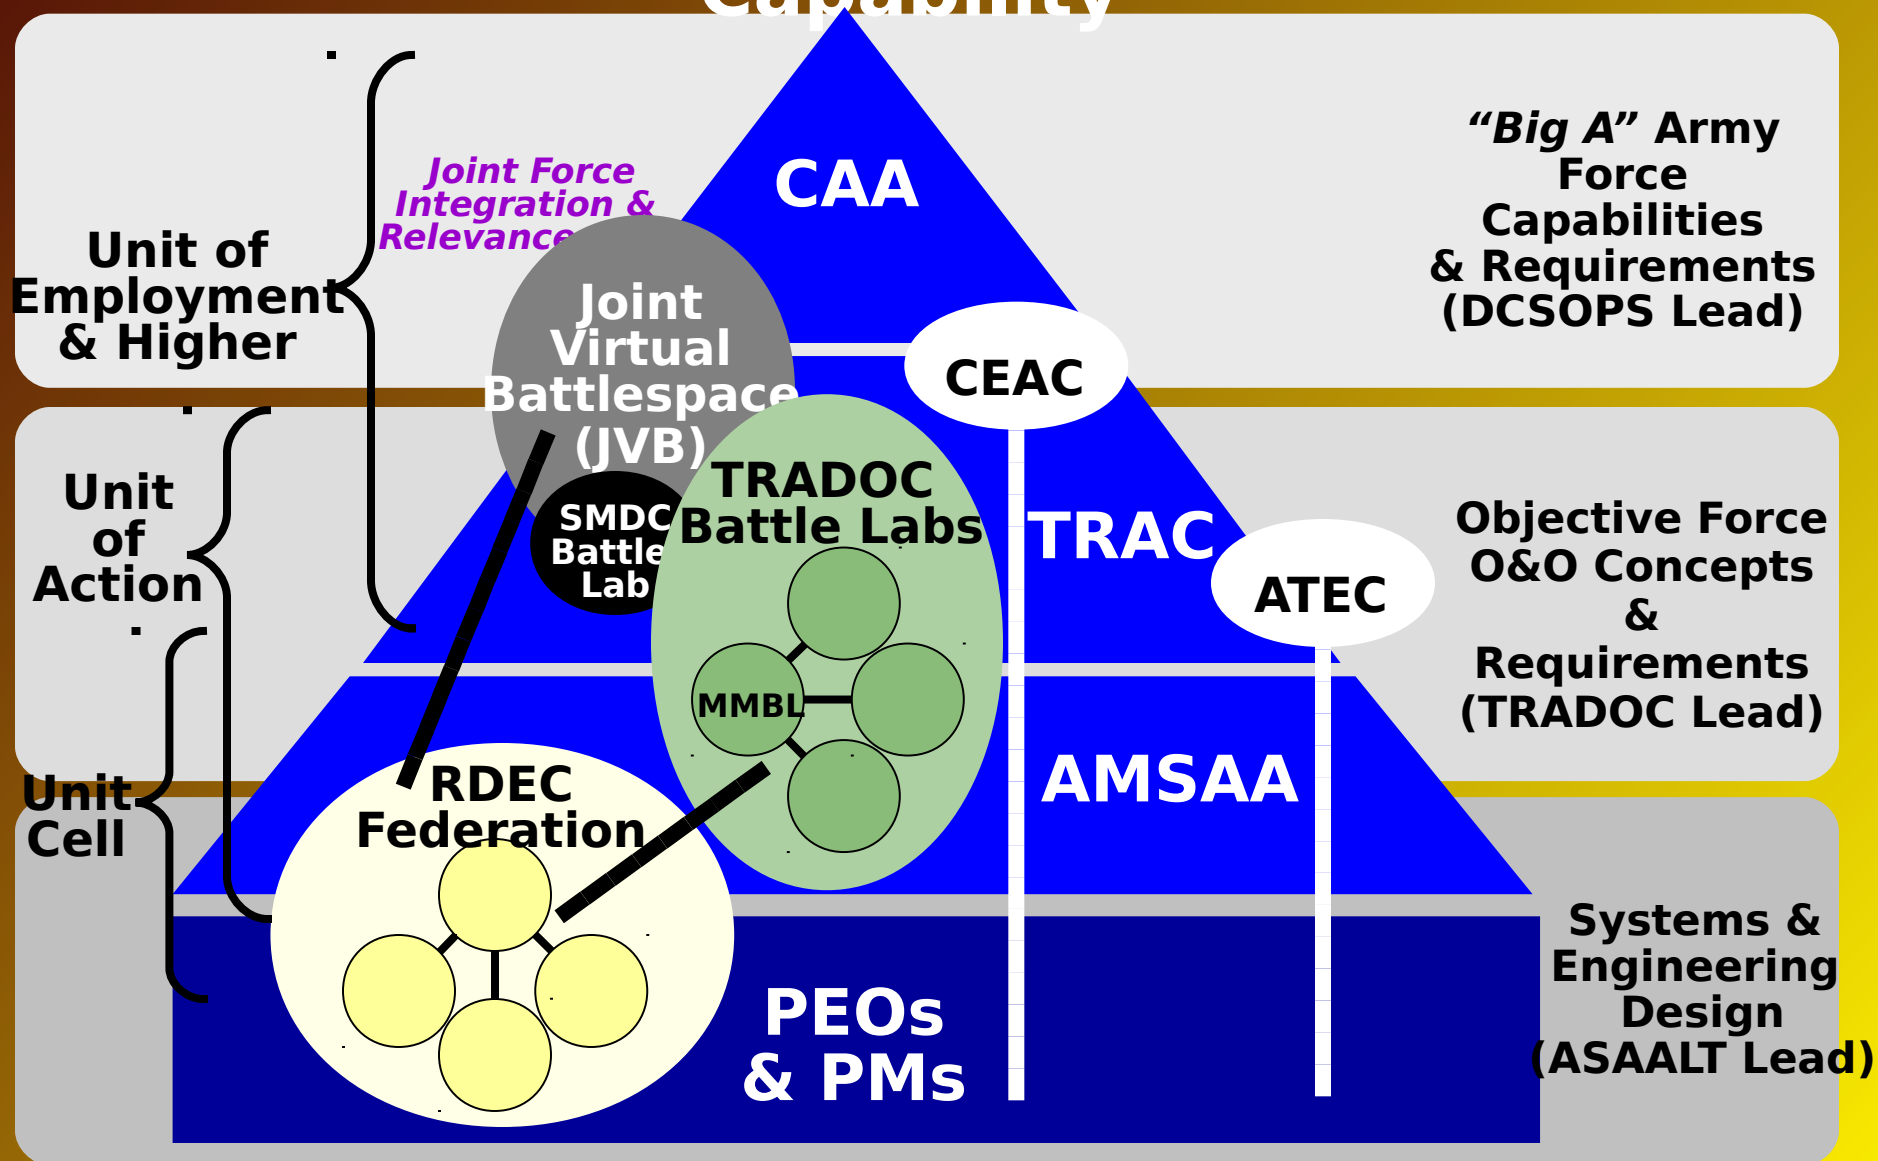 Capability
CAA
“Big A” Army
Force
Capabilities
& Requirements
(DCSOPS Lead)
Joint Force
Integration &
Relevance
Unit of
Employment
& Higher
Joint
Virtual
Battlespace
(JVB)
CEAC
TRADOC
Battle Labs
SMDC
Battle
Lab
TRAC
ATEC
Unit
of
Action
Objective Force
O&O Concepts
&
Requirements
(TRADOC Lead)
MMBL
AMSAA
Unit
Cell
RDEC
Federation
PEOs
& PMs
Systems &
Engineering
Design
(ASAALT Lead)